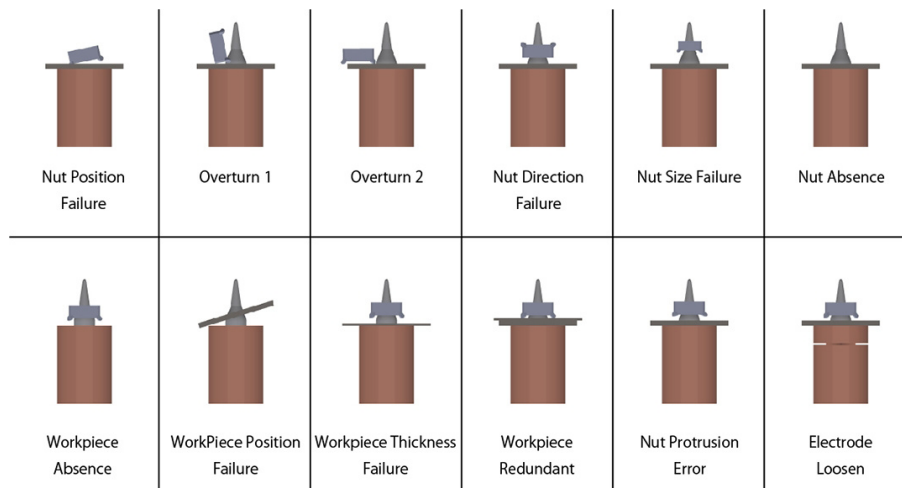 Nut Position
Failure
Overturn 1
Overturn 2
Nut Direction
Failure
Nut Size Failure
Nut Absence
Workpiece
Absence
WorkPiece Position
Failure
Workpiece Thickness
Failure
Workpiece
Redundant
Nut Protrusion
Error
Electrode
Loosen